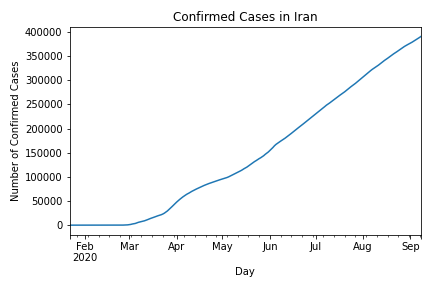 Confirmed Cases in Iran
Number of Confirmed Cases
400000
350000
300000
250000
200000
150000
100000
50000
0
Feb Mar Apr May Jun Jul Aug Sep
2020
Day